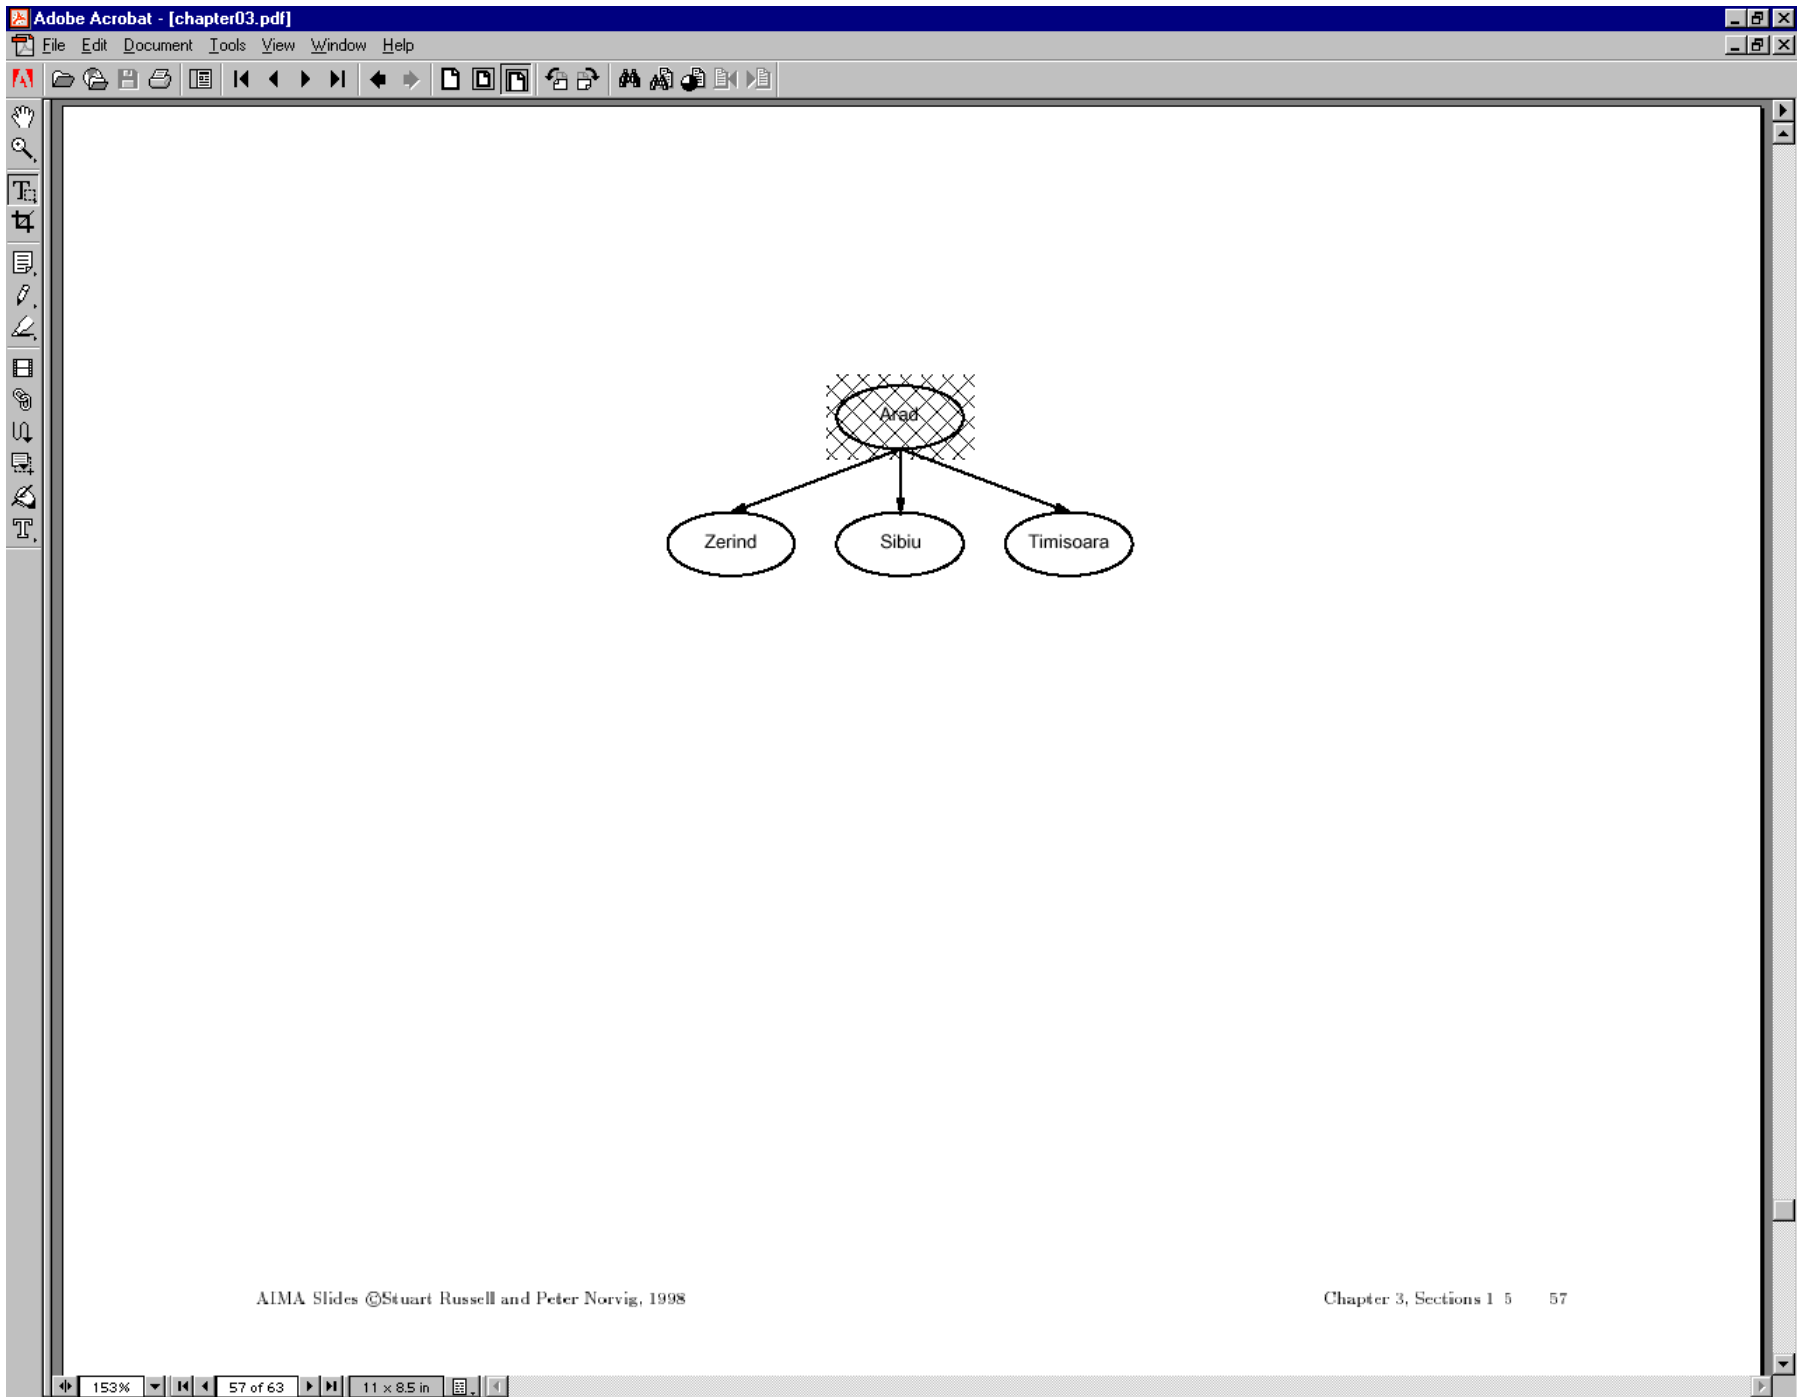 Adobe Acrobat - [chapter03.pdf]
File Edit Document Tools View Window Help
Arad
Zerind Sibiu Timisoara
AIMA Slides ©Stuart Russell and Peter Norvig, 1998 Chapter 3, Sections 1 5 57
153% 57 of 63 11 x 8.5 in